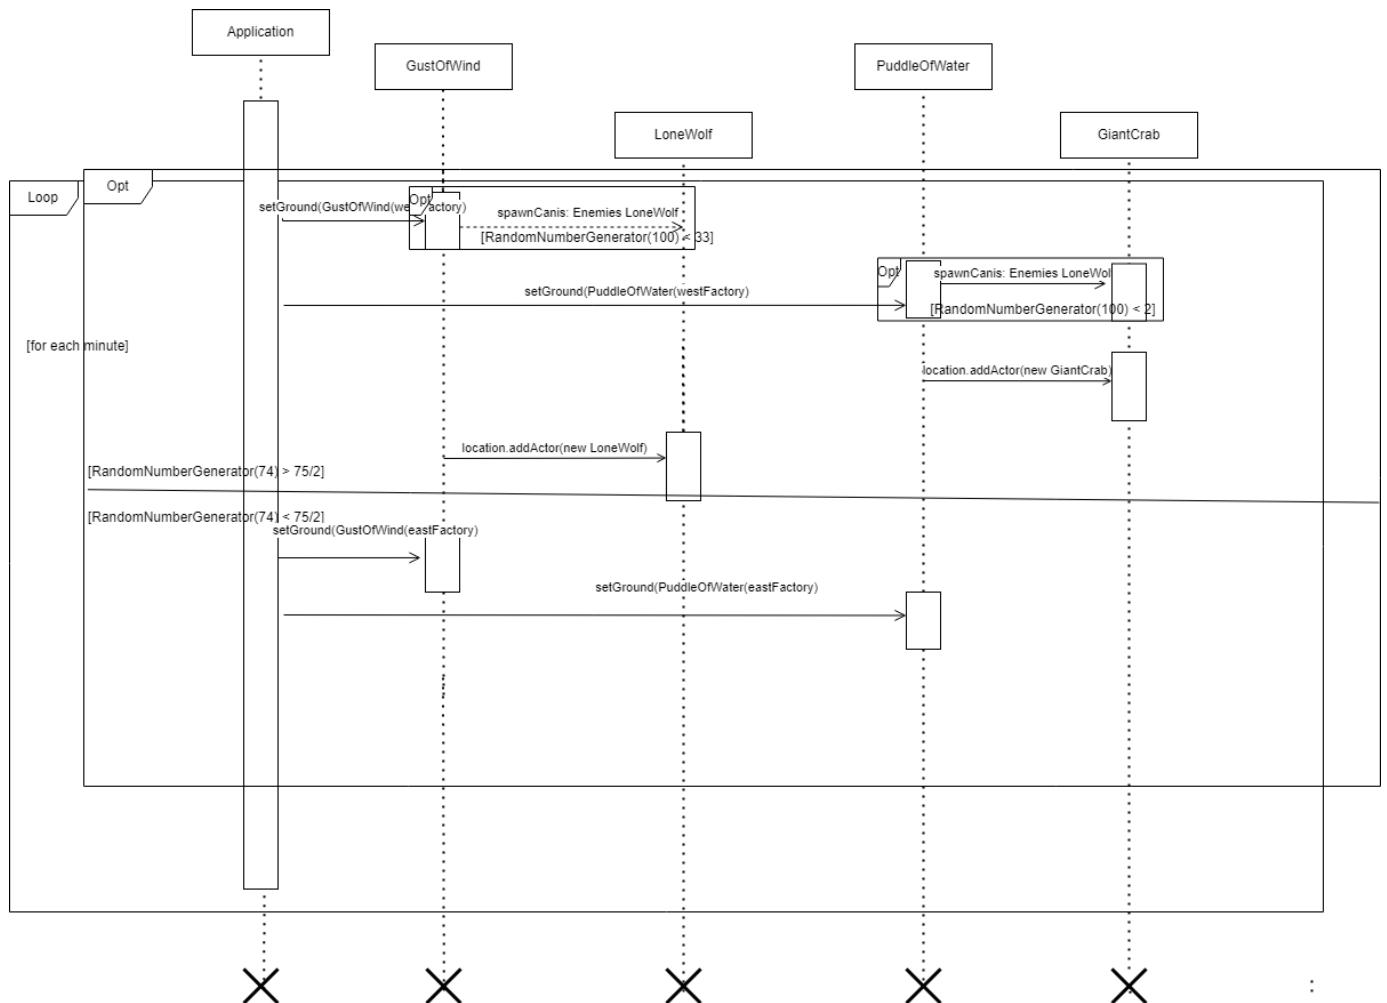 Application
GustOfWind
PuddleOfWater
LoneWolf
GiantCrab
Opt
Loop
Opt
setGround(GustOfWind(we factory)
spawnCanis: Enemies LoneWolf
[RandomNumberGenerator(100) < 33]
Opt
spawnCanis: Enemies LoneWol
setGround(PuddleOfWater(westFactory)
[RandomNumberGenerator(100) < 2]
[for each minute]
location.addActor(new GiantCrab)
location.addActor(new LoneWolf)
[RandomNumberGenerator(74) > 75/2]
[RandomNumberGenerator(74) < 75/2]
setGround(GustOfWind(eastFactory)
setGround(PuddleOfWater(eastFactory)